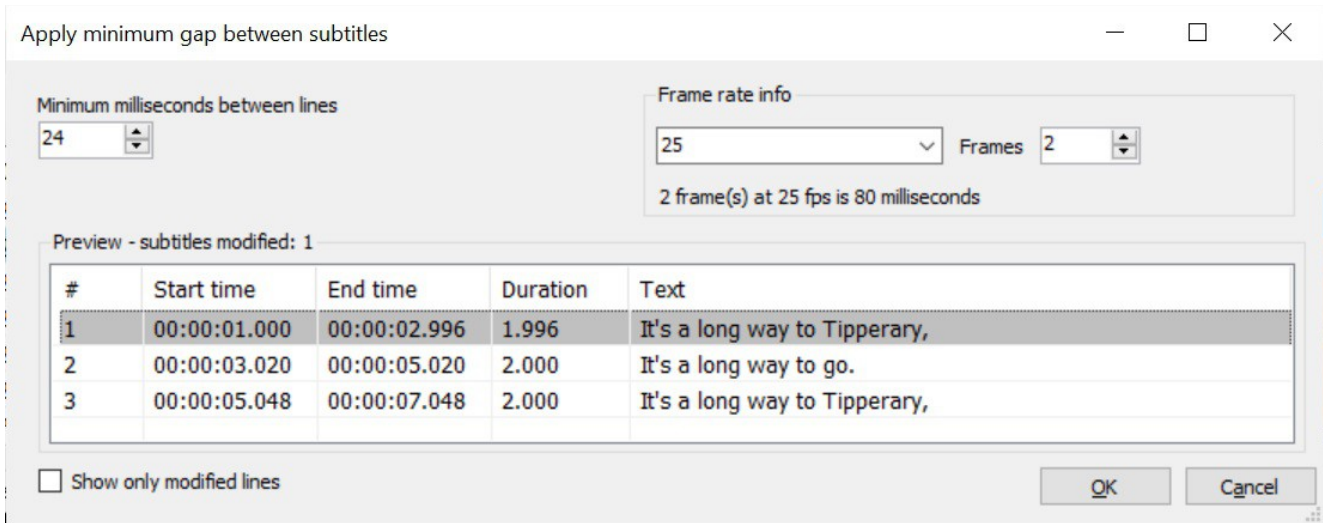 Apply minimum gap between subtitles
Minimum milliseconds between lines
24
Frame rate info
25 Frames 2
2 frame(s) at 25 fps is 80 milliseconds
Preview - subtitles modified: 1
# Start time End time Duration Text
1 00:00:01.000 00:00:02.996 1.996 It's a long way to Tipperary,
2 00:00:03.020 00:00:05.020 2.000 It's a long way to go.
3 00:00:05.048 00:00:07.048 2.000 It's a long way to Tipperary,
Show only modified lines
OK Cancel